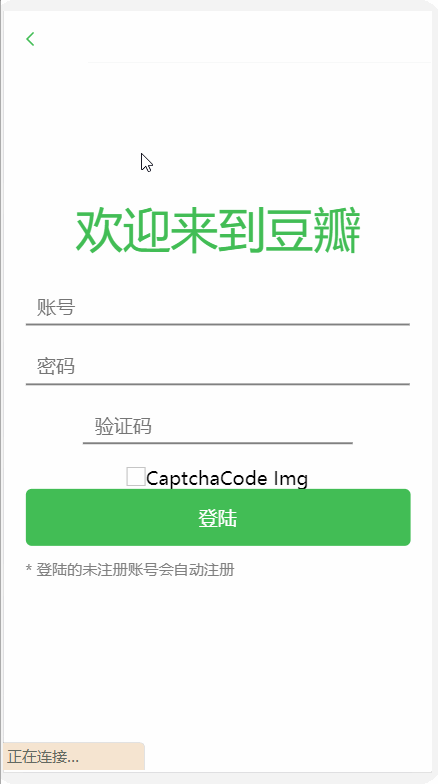 欢迎来到豆瓣
账号
密码
验证码
CaptchaCode Img
登陆
* 登陆的未注册账号会自动注册
正在连接...